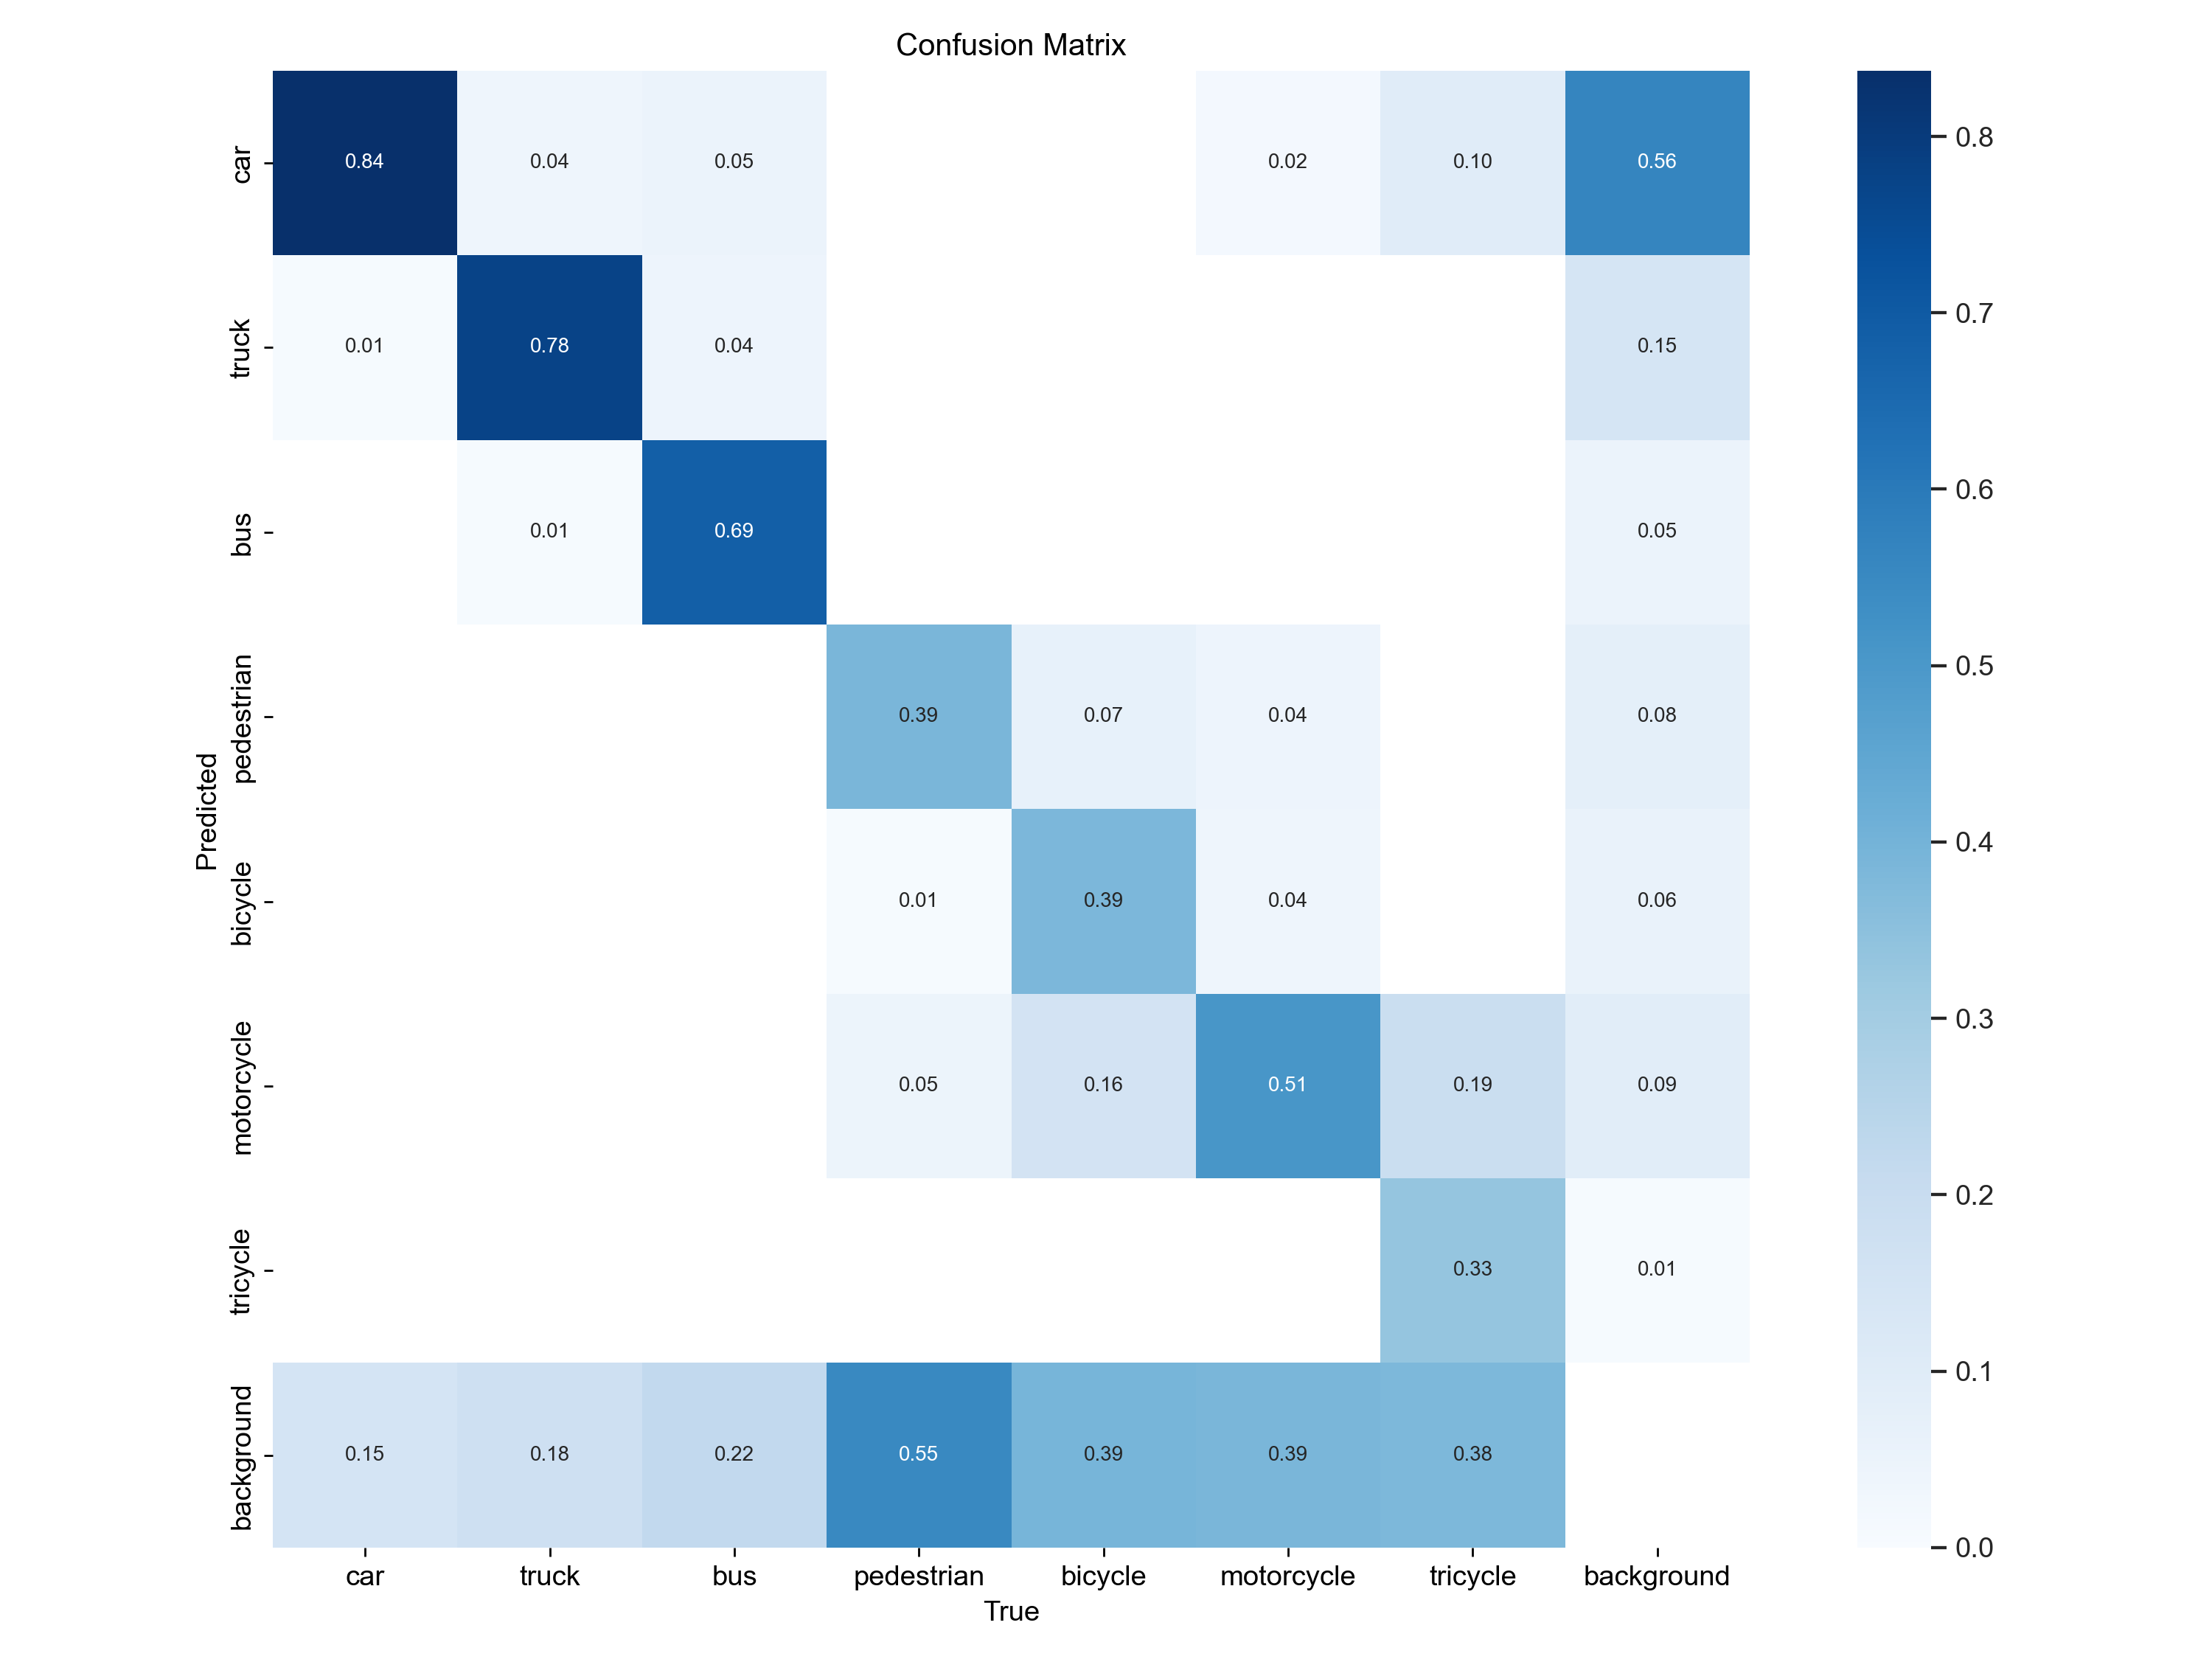 Confusion Matrix
car
0.84
0.04
0.05
0.02
0.10
0.56
truck
0.01
0.78
0.04
0.15
bus
0.01
0.69
0.05
pedestrian
0.39
0.07
0.04
0.08
bicycle
0.01
0.39
0.04
0.06
motorcycle
0.05
0.16
0.51
0.19
0.09
tricycle
0.33
0.01
background
0.15
0.18
0.22
0.55
0.39
0.39
0.38
Predicted
car
truck
bus
pedestrian
bicycle
motorcycle
tricycle
background
True
0.8
0.7
0.6
0.5
0.4
0.3
0.2
0.1
0.0